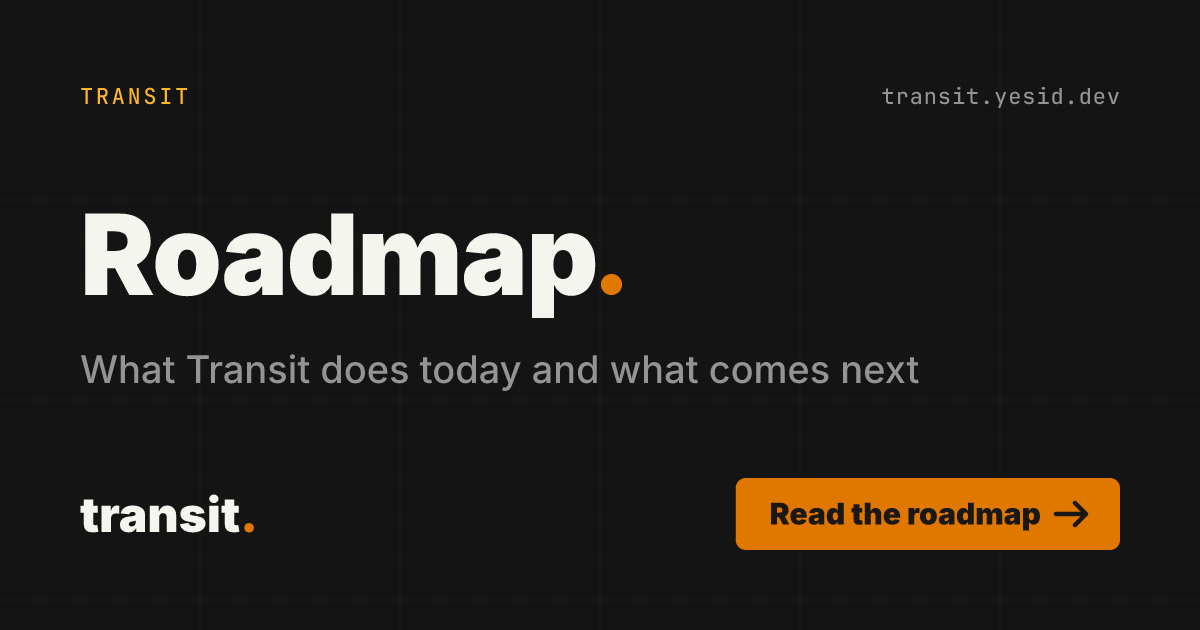 TRANSIT
transit.yesid.dev
Roadmap.
What Transit does today and what comes next
transit.
Read the roadmap →